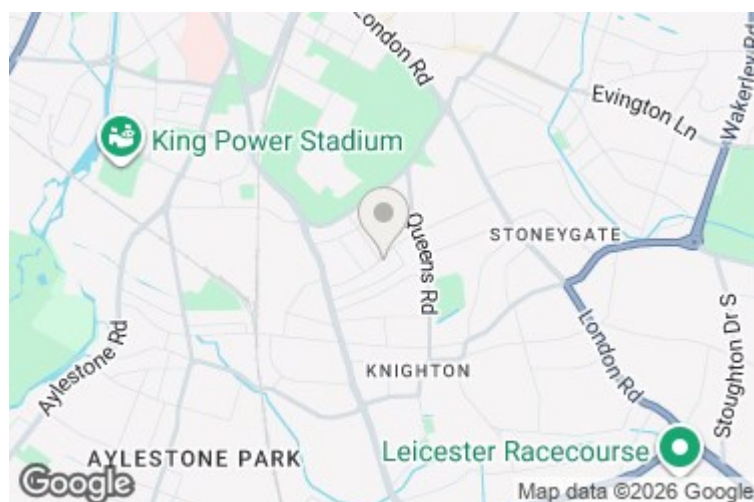 London Rd
Wakerley Rd
Evington Ln
King Power Stadium
Queens Rd
STONEYGATE
Stoughton Dr S
London Rd
Aylestone Rd
KNIGHTON
AYLESTONE PARK
Leicester Racecourse
Google
Map data ©2026 Google